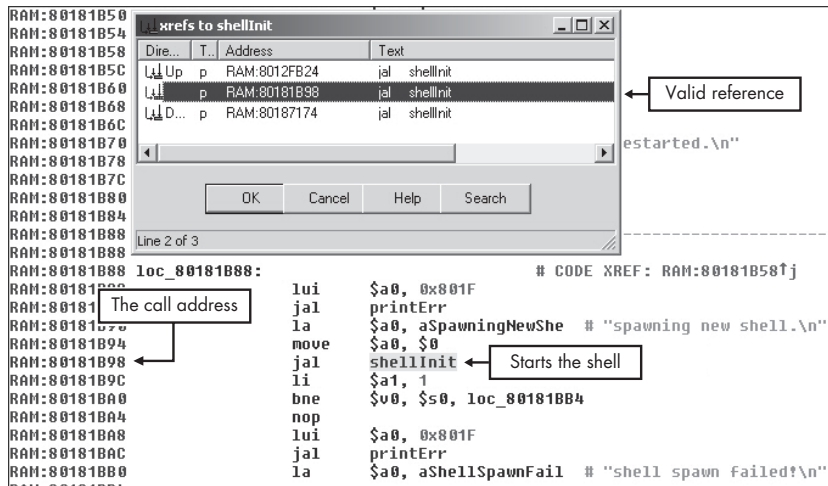 RAM:80181B50
RAM:80181B54
RAM:80181B58
RAM:80181B5C
RAM:80181B60
RAM:80181B68
RAM:80181B6C
RAM:80181B70 estarted.\n"
RAM:80181B78
RAM:80181B7C
RAM:80181B80
RAM:80181B84
RAM:80181B88
RAM:80181B88
xrefs to shellInit
Dire... T.. Address Text
Up p RAM:8012FB24 jal shellInit
p RAM:80181B98 jal shellInit
D... p RAM:80187174 jal shellInit
OK Cancel Help Search
Line 2 of 3
Valid reference
RAM:80181B88 loc_80181B88: # CODE XREF: RAM:80181B58↑j
lui $a0, 0x801F
RAM:80181 jal printErr
la $a0, aSpawningNewShe # "spawning new shell.\n"
RAM:80181B94 move $a0, $0
RAM:80181B98 jal shellInit
RAM:80181B9C li $a1, 1
RAM:80181BA0 bne $v0, $s0, loc_80181BB4
RAM:80181BA4 nop
RAM:80181BA8 lui $a0, 0x801F
RAM:80181BAC jal printErr
RAM:80181BB0 la $a0, aShellSpawnFail # "shell spawn failed!\n"
The call address
Starts the shell